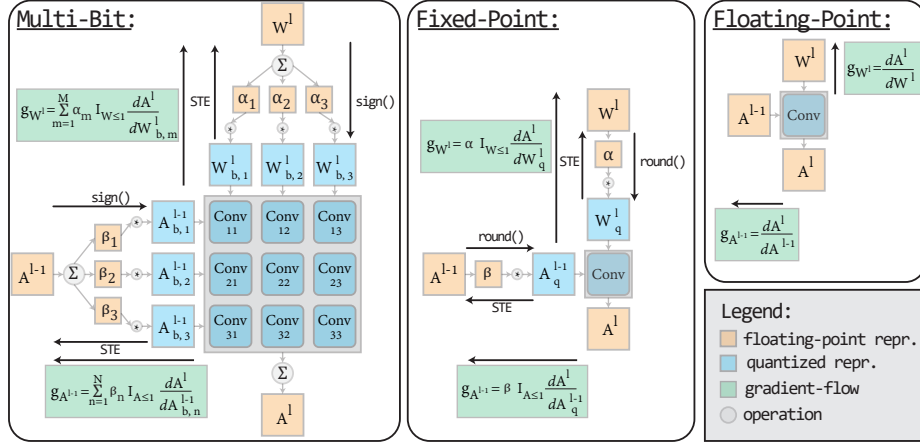 Multi-Bit:
W^l
Σ
α_1 α_2 α_3
STE
sign()
g_{W^l} = Σ_{m=1}^{M} α_m I_{W≤1} dA^l / dW^l_{b,m}
* * *
W^l_{b,1} W^l_{b,2} W^l_{b,3}
sign()
A^{l-1}
Σ
β_1 * A^{l-1}_{b,1}
β_2 * A^{l-1}_{b,2}
β_3 * A^{l-1}_{b,3}
Conv 11 Conv 12 Conv 13
Conv 21 Conv 22 Conv 23
Conv 31 Conv 32 Conv 33
STE
g_{A^{l-1}} = Σ_{n=1}^{N} β_n I_{A≤1} dA^l / dA^{l-1}_{b,n}
Σ
A^l
Fixed-Point:
W^l
g_{W^l} = α I_{W≤1} dA^l / dW^l_q
STE
α
round()
*
W^l_q
round()
A^{l-1} β * A^{l-1}_q Conv
STE
A^l
g_{A^{l-1}} = β I_{A≤1} dA^l / dA^{l-1}_q
Floating-Point:
W^l
g_{W^l} = dA^l / dW^l
A^{l-1} Conv
A^l
g_{A^{l-1}} = dA^l / dA^{l-1}
Legend:
floating-point repr.
quantized repr.
gradient-flow
operation